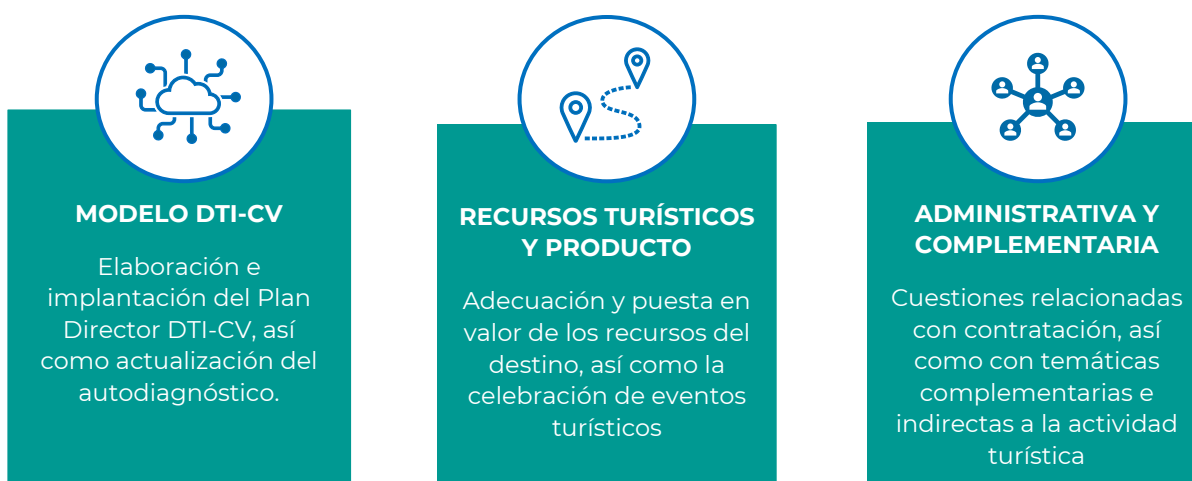 MODELO DTI-CV
Elaboración e
implantación del Plan
Director DTI-CV, así
como actualización del
autodiagnóstico.
RECURSOS TURÍSTICOS
Y PRODUCTO
Adecuación y puesta en
valor de los recursos del
destino, así como la
celebración de eventos
turísticos
ADMINISTRATIVA Y
COMPLEMENTARIA
Cuestiones relacionadas
con contratación, así
como con temáticas
complementarias e
indirectas a la actividad
turística